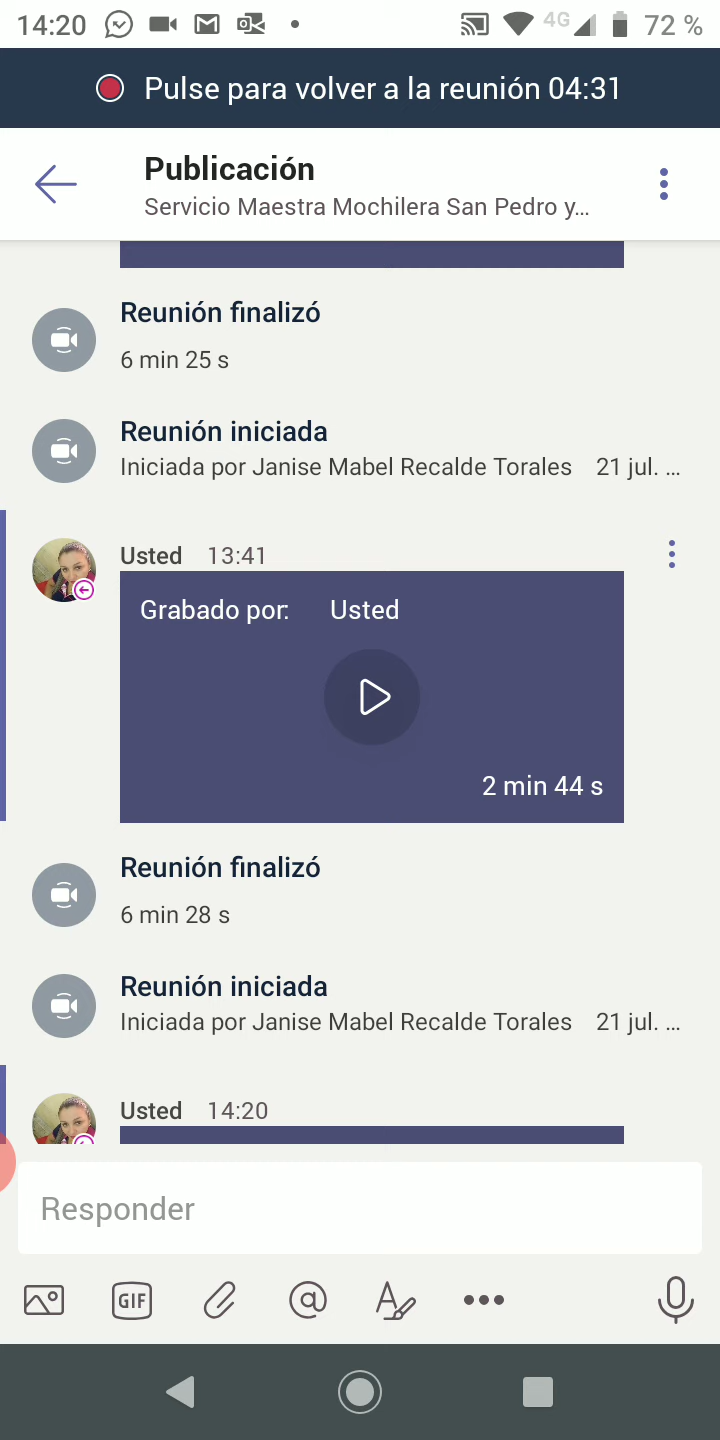 14:20 4G 72 %
Pulse para volver a la reunión 04:31
Publicación
Servicio Maestra Mochilera San Pedro y...
Reunión finalizó
6 min 25 s
Reunión iniciada
Iniciada por Janise Mabel Recalde Torales 21 jul. ...
Usted 13:41
Grabado por: Usted
2 min 44 s
Reunión finalizó
6 min 28 s
Reunión iniciada
Iniciada por Janise Mabel Recalde Torales 21 jul. ...
Usted 14:20
Responder
GIF